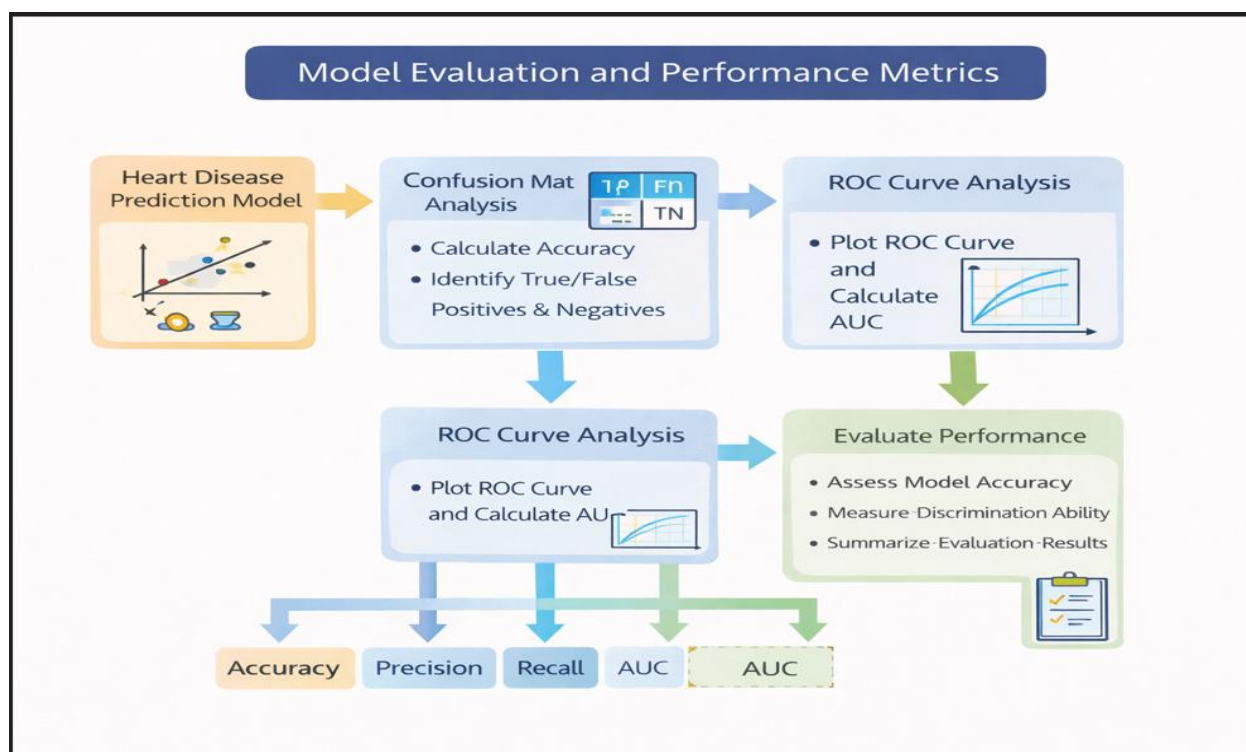 Model Evaluation and Performance Metrics
Heart Disease
Prediction Model
Confusion Mat
Analysis
TP Fn
TN
• Calculate Accuracy
• Identify True/False
Positives & Negatives
ROC Curve Analysis
• Plot ROC Curve
and
Calculate
AUC
ROC Curve Analysis
• Plot ROC Curve
and Calculate AU
Evaluate Performance
• Assess Model Accuracy
• Measure-Discrimination Ability
• Summarize-Evaluation-Results
Accuracy
Precision
Recall
AUC
AUC